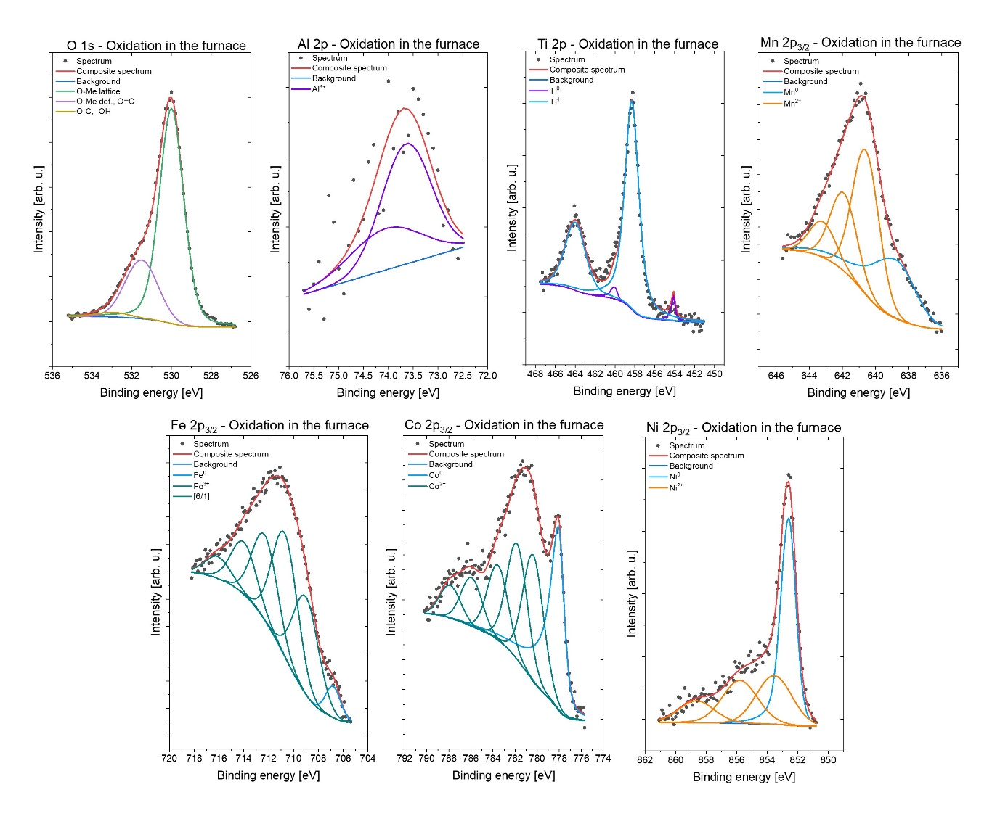 O 1s - Oxidation in the furnace
Spectrum
Composite spectrum
Background
O-Me lattice
O-Me def., O=C
O-C, -OH
Intensity [arb. u.]
536 534 532 530 528 526
Binding energy [eV]
Al 2p - Oxidation in the furnace
Spectrum
Composite spectrum
Background
Al³⁺
Intensity [arb. u.]
76.0 75.5 75.0 74.5 74.0 73.5 73.0 72.5 72.0
Binding energy [eV]
Ti 2p - Oxidation in the furnace
Spectrum
Composite spectrum
Background
Ti⁰
Ti⁴⁺
Intensity [arb. u.]
468 466 464 462 460 458 456 454 452 450
Binding energy [eV]
Mn 2p₃/₂ - Oxidation in the furnace
Spectrum
Composite spectrum
Background
Mn⁰
Mn²⁺
Intensity [arb. u.]
646 644 642 640 638 636
Binding energy [eV]
Fe 2p₃/₂ - Oxidation in the furnace
Spectrum
Composite spectrum
Background
Fe⁰
Fe³⁺
[6/1]
Intensity [arb. u.]
720 718 716 714 712 710 708 706 704
Binding energy [eV]
Co 2p₃/₂ - Oxidation in the furnace
Spectrum
Composite spectrum
Background
Co⁰
Co²⁺
Intensity [arb. u.]
792 790 788 786 784 782 780 778 776 774
Binding energy [eV]
Ni 2p₃/₂ - Oxidation in the furnace
Spectrum
Composite spectrum
Background
Ni⁰
Ni²⁺
Intensity [arb. u.]
862 860 858 856 854 852 850
Binding energy [eV]